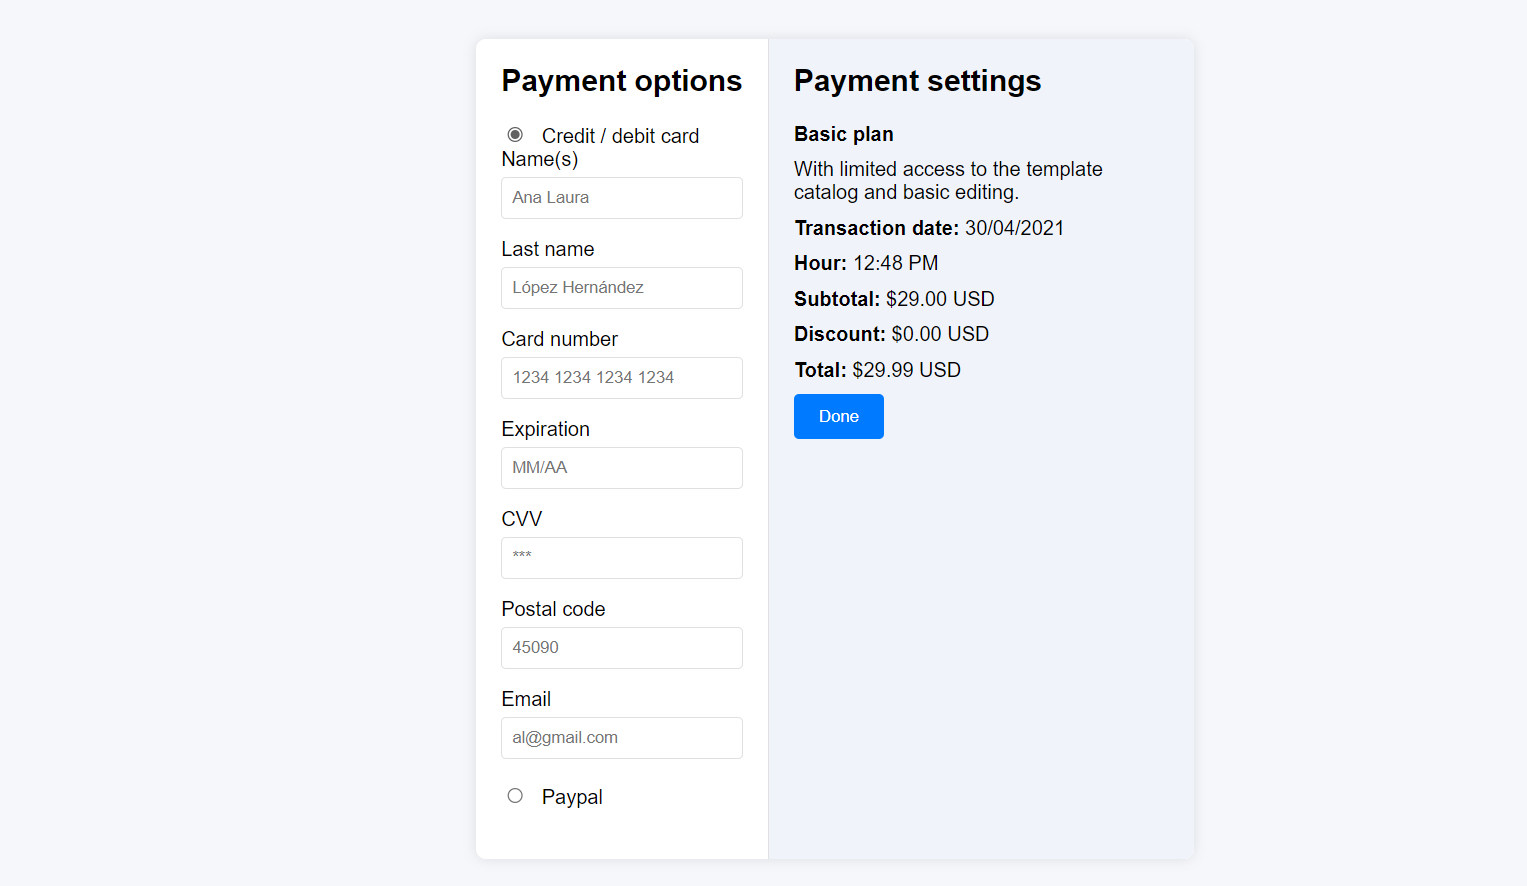 Payment options
Credit / debit card
Name(s)
Ana Laura
Last name
López Hernández
Card number
1234 1234 1234 1234
Expiration
MM/AA
CVV
***
Postal code
45090
Email
al@gmail.com
Paypal
Payment settings
Basic plan
With limited access to the template
catalog and basic editing.
Transaction date: 30/04/2021
Hour: 12:48 PM
Subtotal: $29.00 USD
Discount: $0.00 USD
Total: $29.99 USD
Done